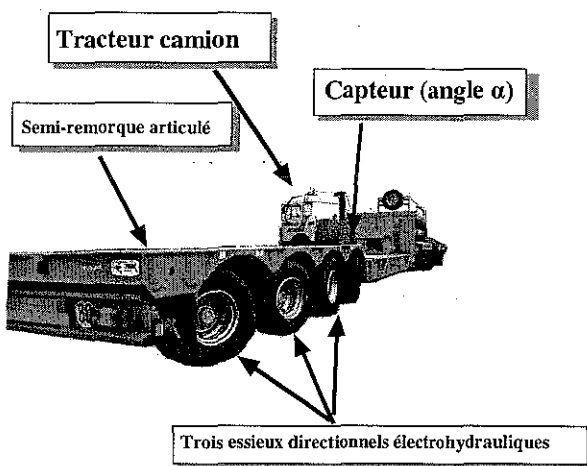 Tracteur camion
Capteur (angle α)
Semi-remorque articulé
Trois essieux directionnels électrohydrauliques